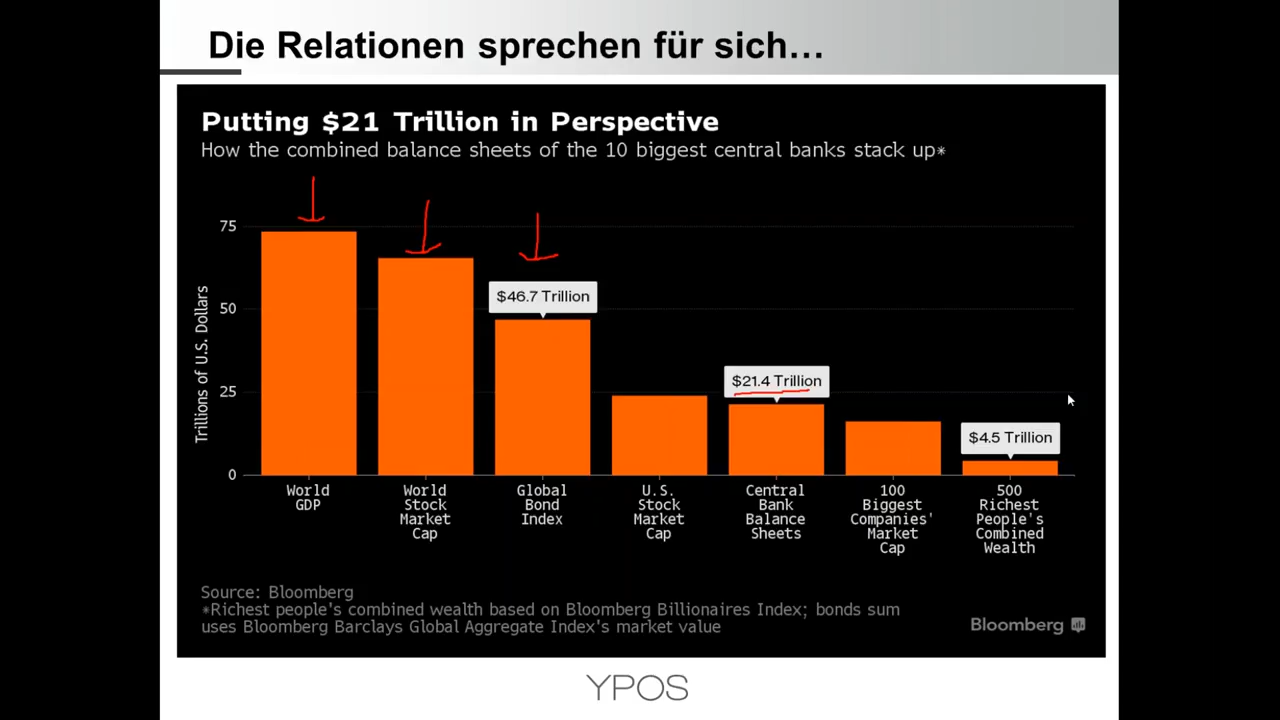 Die Relationen sprechen für sich...
Putting $21 Trillion in Perspective
How the combined balance sheets of the 10 biggest central banks stack up*
Trillions of U.S. Dollars
75
50
25
0
$46.7 Trillion
$21.4 Trillion
$4.5 Trillion
World
GDP
World
Stock
Market
Cap
Global
Bond
Index
U.S.
Stock
Market
Cap
Central
Bank
Balance
Sheets
100
Biggest
Companies'
Market
Cap
500
Richest
People's
Combined
Wealth
Source: Bloomberg
*Richest people's combined wealth based on Bloomberg Billionaires Index; bonds sum
uses Bloomberg Barclays Global Aggregate Index's market value
Bloomberg
YPOS